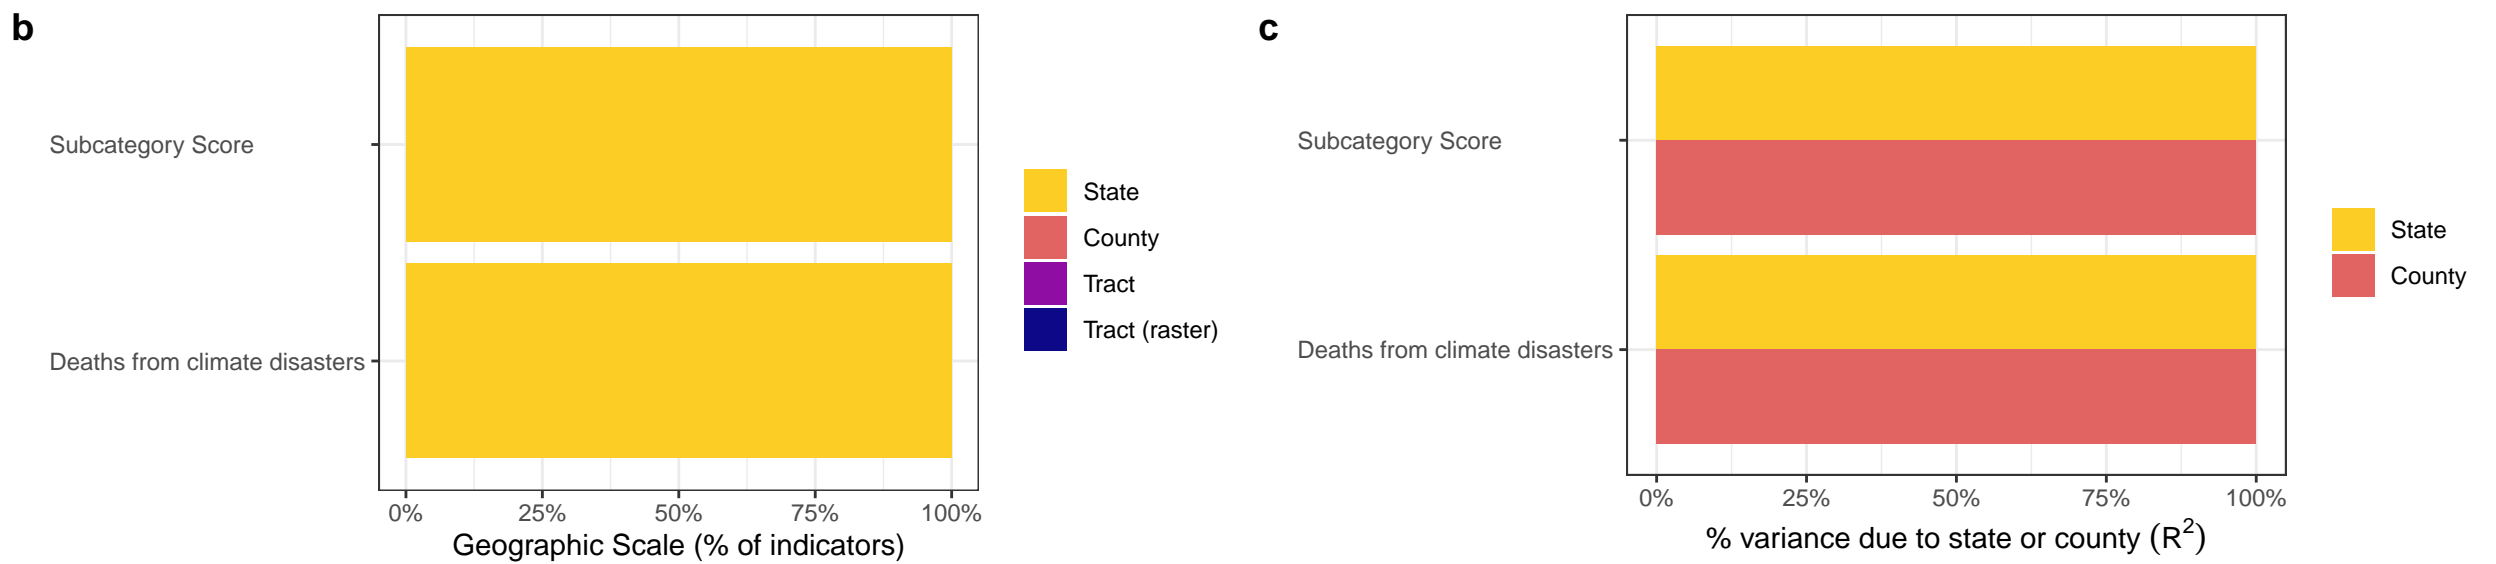 b
Subcategory Score
Deaths from climate disasters
0% 25% 50% 75% 100%
Geographic Scale (% of indicators)
State
County
Tract
Tract (raster)
c
Subcategory Score
Deaths from climate disasters
0% 25% 50% 75% 100%
% variance due to state or county (R²)
State
County